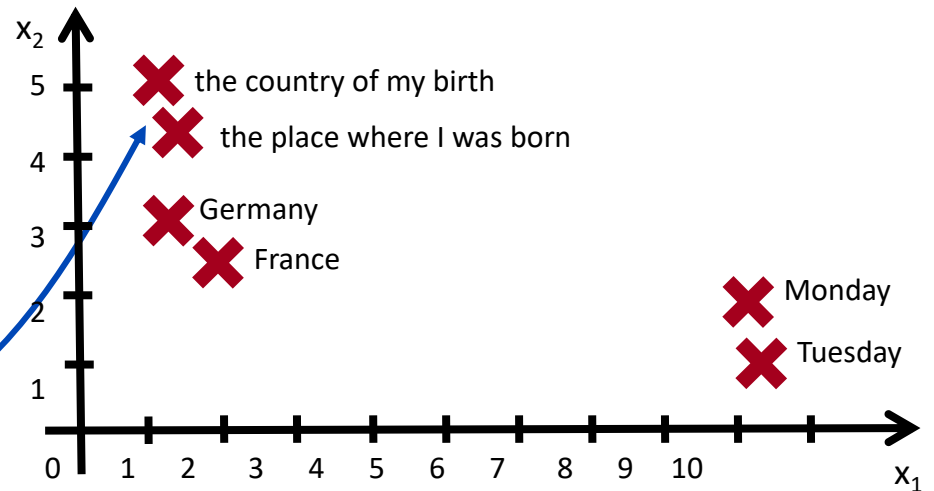 x2
5
the country of my birth
the place where I was born
4
Germany
3
France
Monday
2
Tuesday
1
0 1 2 3 4 5 6 7 8 9 10
x1